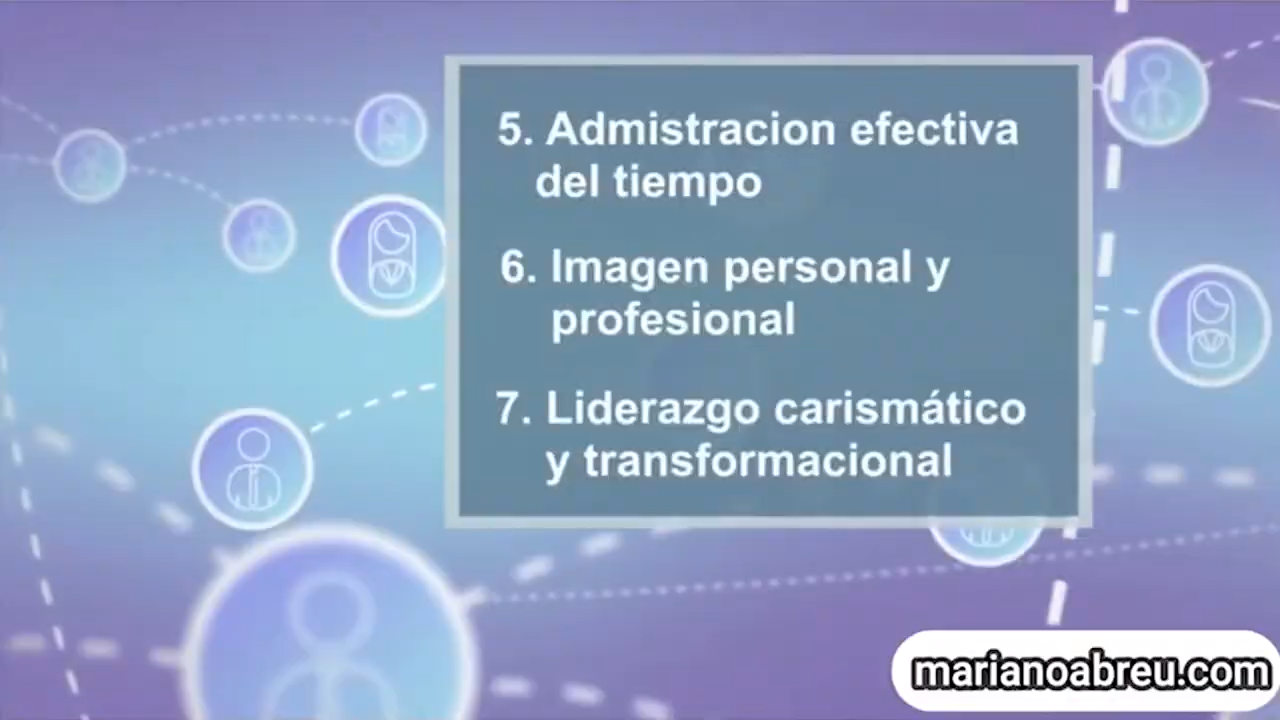 5. Admistracion efectiva
del tiempo
6. Imagen personal y
profesional
7. Liderazgo carismático
y transformacional
marianoabreu.com